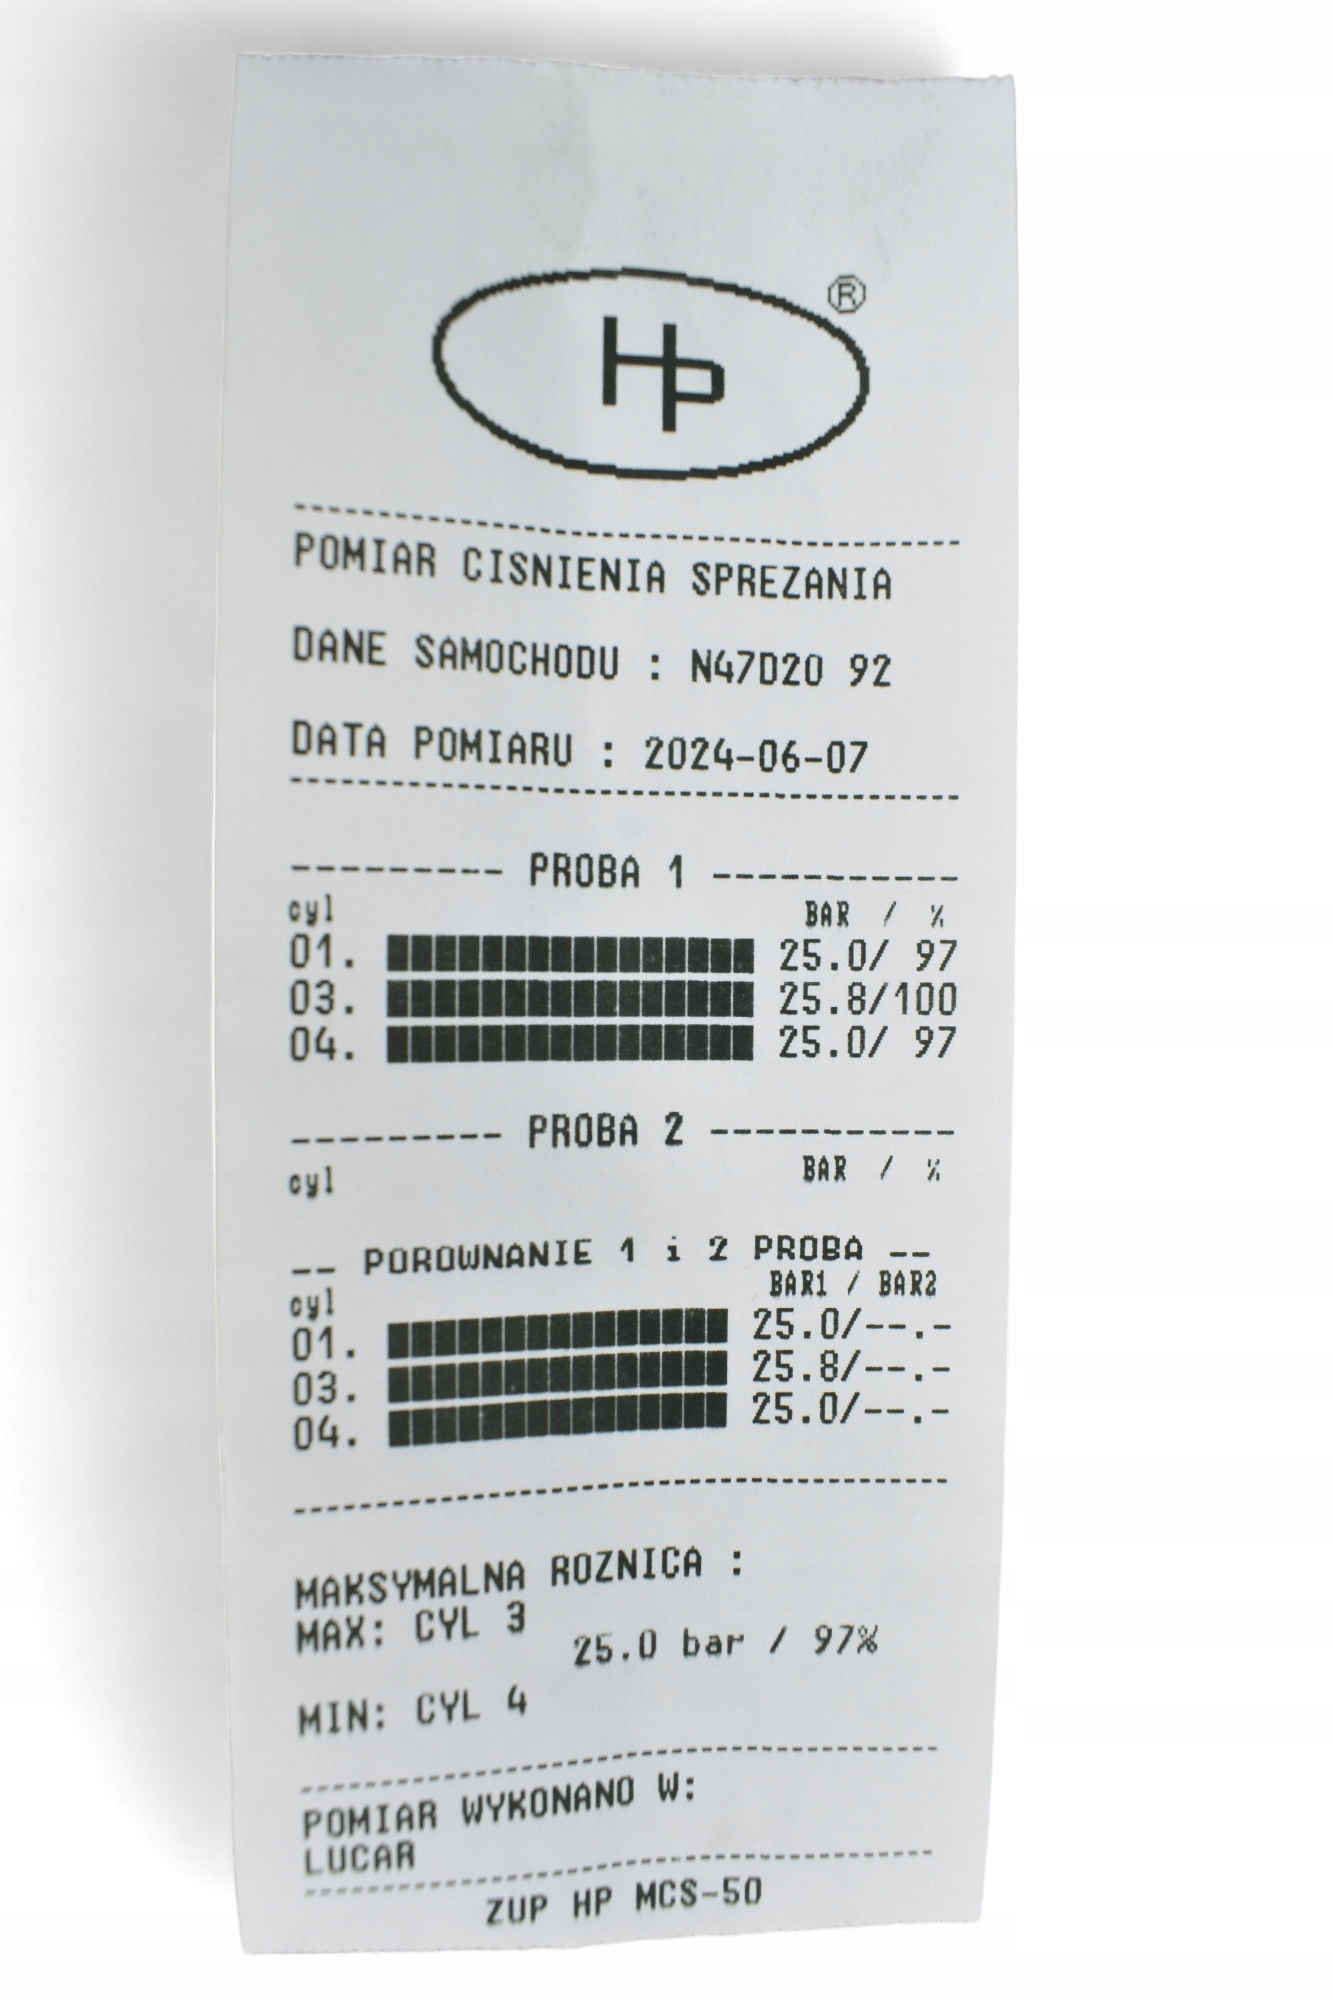 HP ®
POMIAR CISNIENIA SPREZANIA
DANE SAMOCHODU : N47D20 92
DATA POMIARU : 2024-06-07
--------- PROBA 1 -----------
cyl BAR / %
01. 25.0/ 97
03. 25.8/100
04. 25.0/ 97
--------- PROBA 2 -----------
cyl BAR / %
-- POROWNANIE 1 i 2 PROBA --
cyl BAR1 / BAR2
01. 25.0/--.-
03. 25.8/--.-
04. 25.0/--.-
MAKSYMALNA ROZNICA :
MAX: CYL 3
25.0 bar / 97%
MIN: CYL 4
POMIAR WYKONANO W:
LUCAR
ZUP HP MCS-50